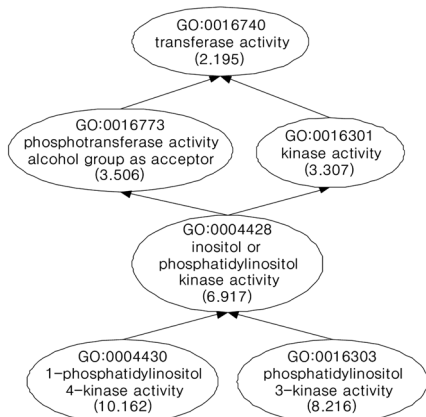 GO:0016740
transferase activity
(2.195)
GO:0016773
phosphotransferase activity
alcohol group as acceptor
(3.506)
GO:0016301
kinase activity
(3.307)
GO:0004428
inositol or
phosphatidylinositol
kinase activity
(6.917)
GO:0004430
1-phosphatidylinositol
4-kinase activity
(10.162)
GO:0016303
phosphatidylinositol
3-kinase activity
(8.216)